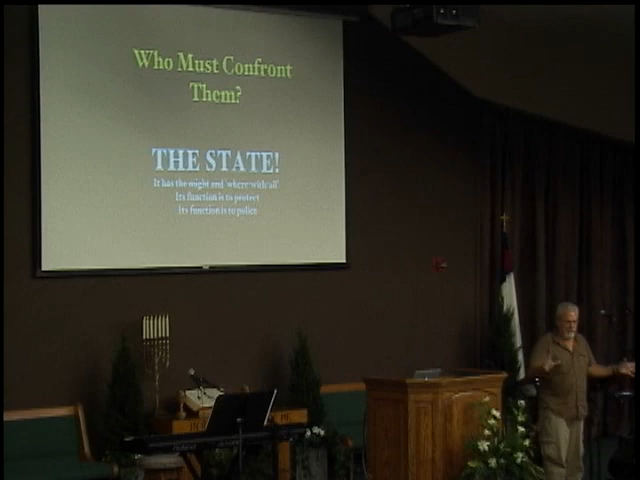 Who Must Confront
Them?
THE STATE!
It has the might and 'where with all'
Its function is to protect
Its function is to police